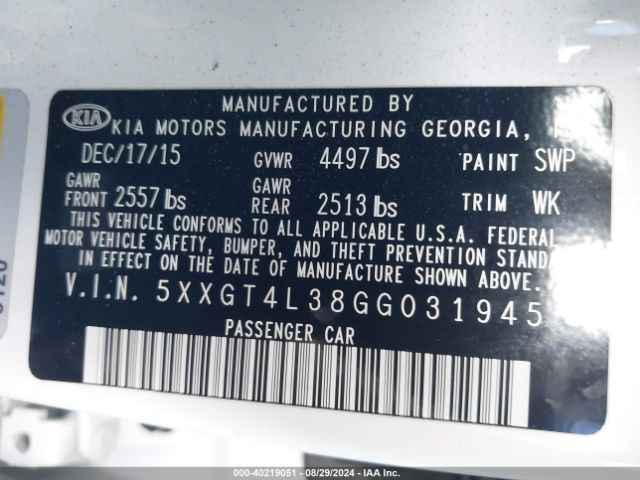 MANUFACTURED BY
KIA KIA MOTORS MANUFACTURING GEORGIA,
DEC/17/15 GVWR 4497 lbs PAINT SWP
GAWR FRONT 2557 lbs GAWR REAR 2513 lbs TRIM WK
THIS VEHICLE CONFORMS TO ALL APPLICABLE U.S.A. FEDERAL
MOTOR VEHICLE SAFETY, BUMPER, AND THEFT PREVENTION STANDA
IN EFFECT ON THE DATE OF MANUFACTURE SHOWN ABOVE.
V.I.N. 5XXGT4L38GG031945
PASSENGER CAR
000-40219051 - 08/29/2024 - IAA Inc.